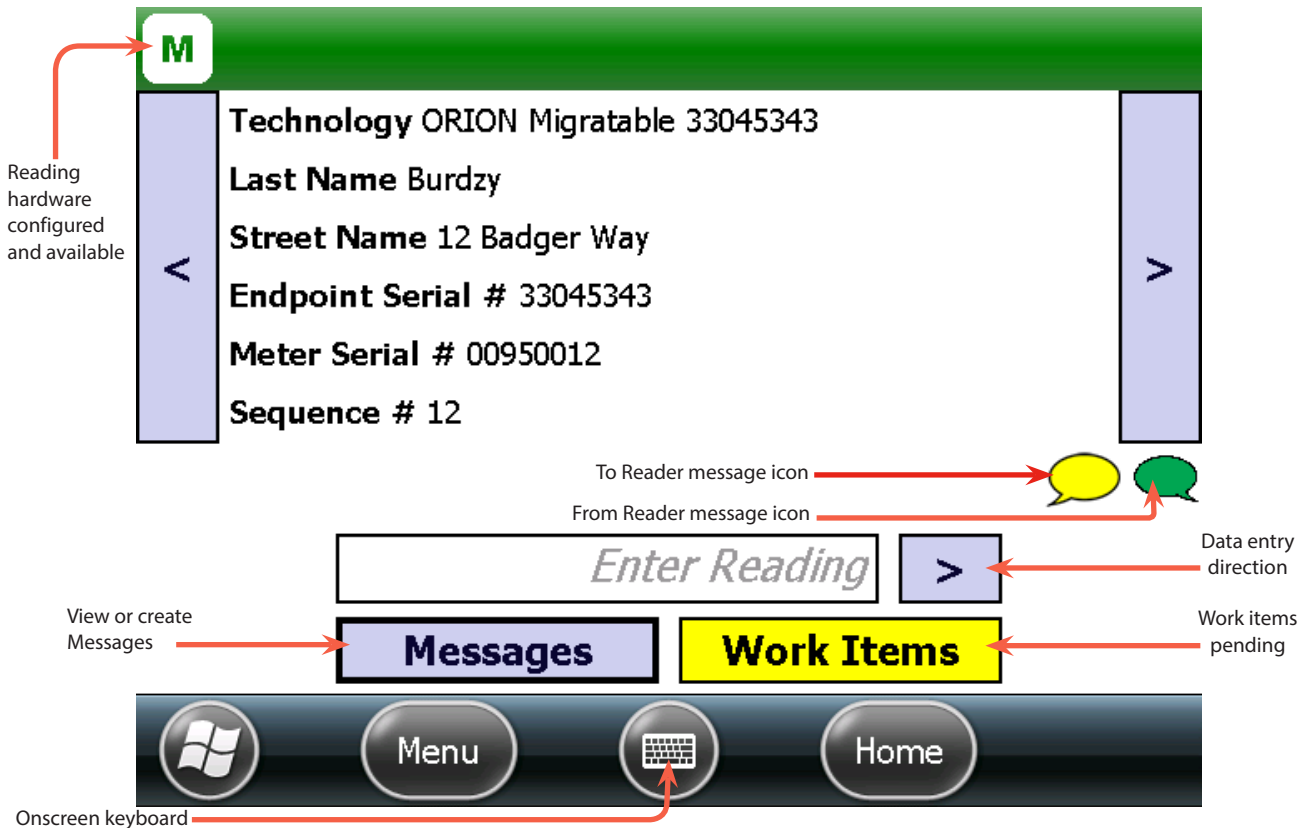 M
Technology ORION Migratable 33045343
Last Name Burdzy
Street Name 12 Badger Way
Endpoint Serial # 33045343
Meter Serial # 00950012
Sequence # 12
<
>
Reading
hardware
configured
and available
To Reader message icon
From Reader message icon
Enter Reading
>
Data entry
direction
View or create
Messages
Messages
Work Items
Work items
pending
Menu
Home
Onscreen keyboard